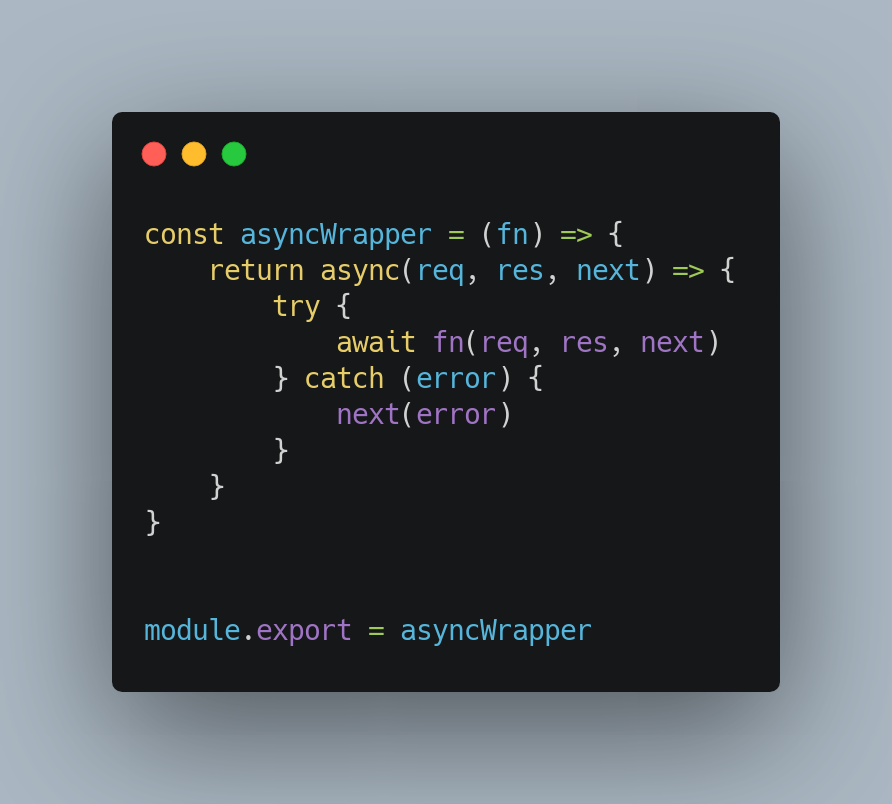 const asyncWrapper = (fn) => {
    return async(req, res, next) => {
        try {
            await fn(req, res, next)
        } catch (error) {
            next(error)
        }
    }
}
module.export = asyncWrapper